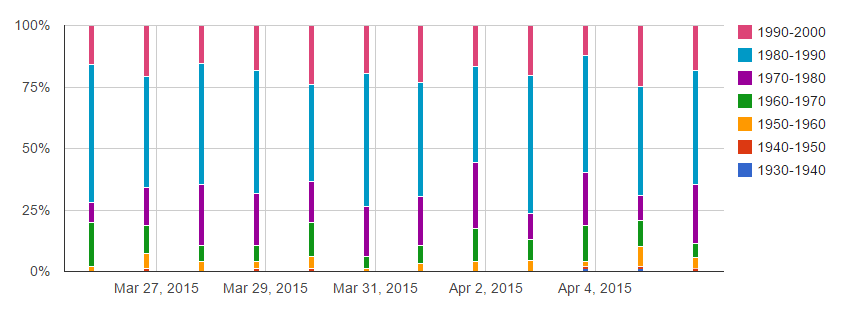 100%
75%
50%
25%
0%
Mar 27, 2015
Mar 29, 2015
Mar 31, 2015
Apr 2, 2015
Apr 4, 2015
1990-2000
1980-1990
1970-1980
1960-1970
1950-1960
1940-1950
1930-1940